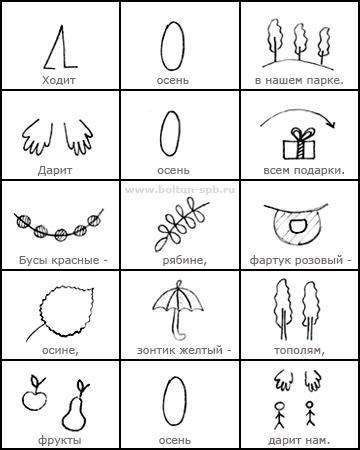 Ходит осень в нашем парке.
Дарит осень всем подарки.
www.boltun-spb.ru
Бусы красные - рябине, фартук розовый -
осине, зонтик желтый - тополям,
фрукты осень дарит нам.